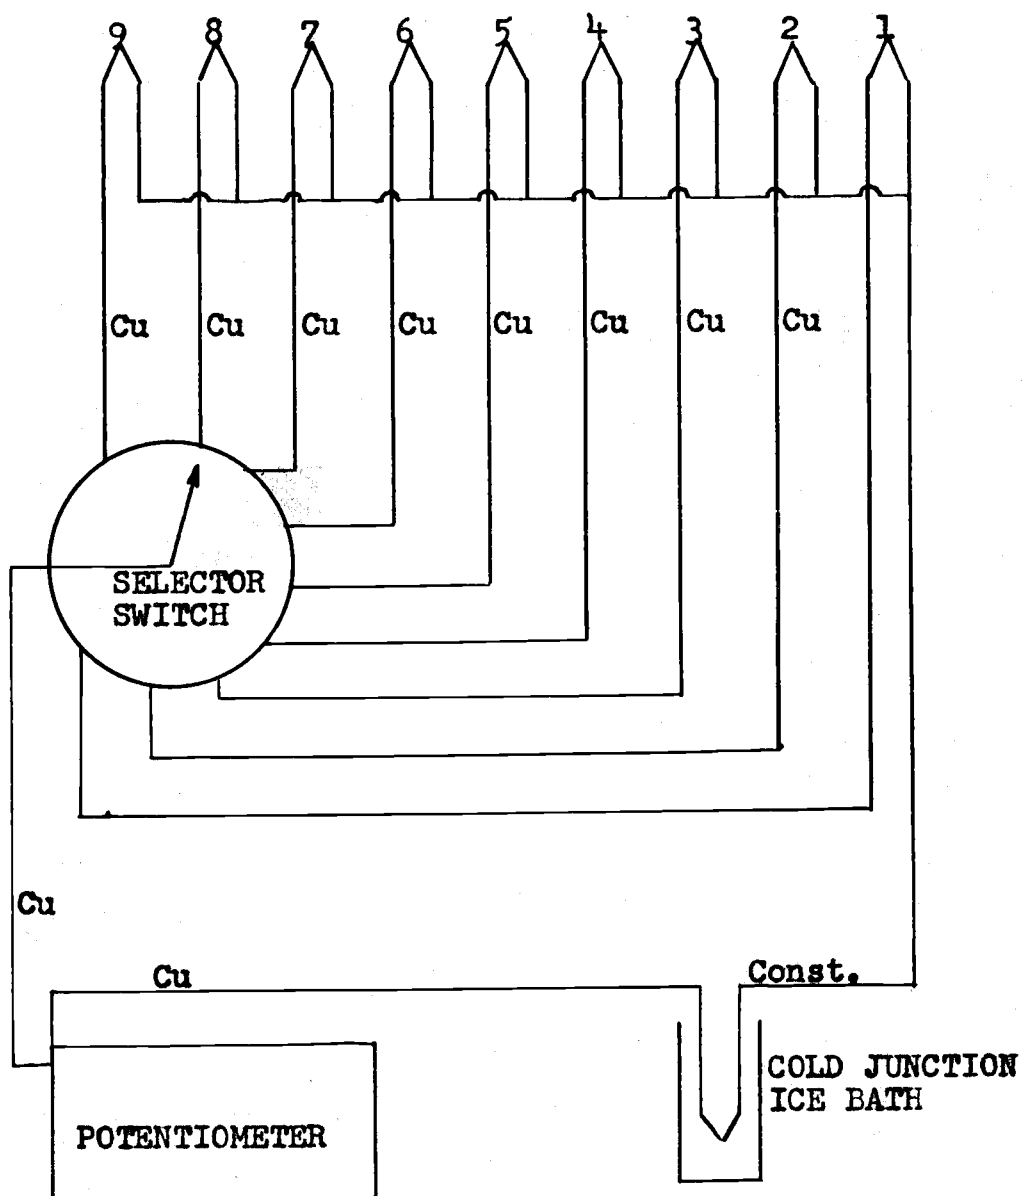 9 8 7 6 5 4 3 2 1
Cu Cu Cu Cu Cu Cu Cu Cu
SELECTOR
SWITCH
Cu
Cu
Const.
COLD JUNCTION
ICE BATH
POTENTIOMETER